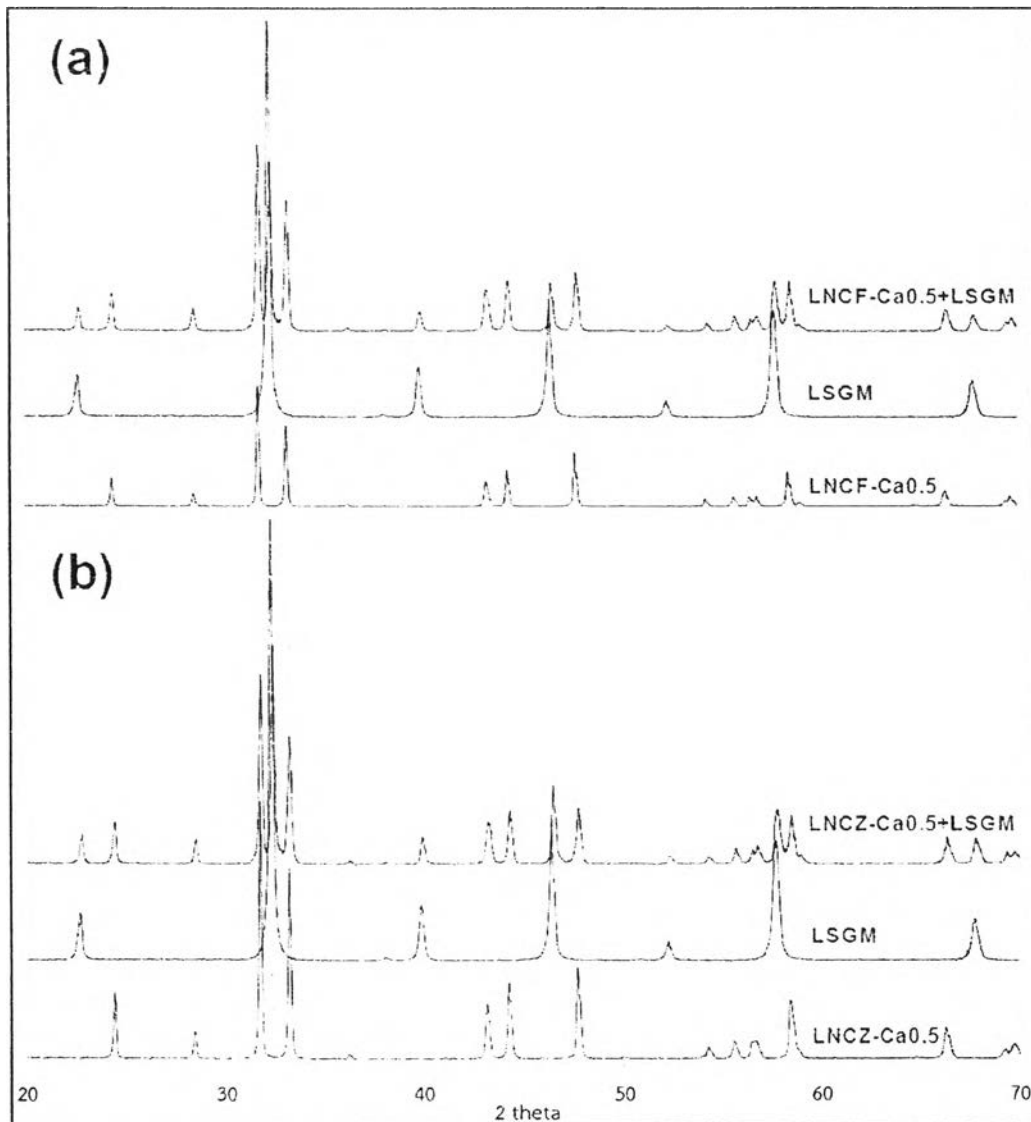 (a)
LNCF-Ca0.5+LSGM
LSGM
LNCF-Ca0.5
(b)
LNCZ-Ca0.5+LSGM
LSGM
LNCZ-Ca0.5
20 30 40 50 60 70
2 theta